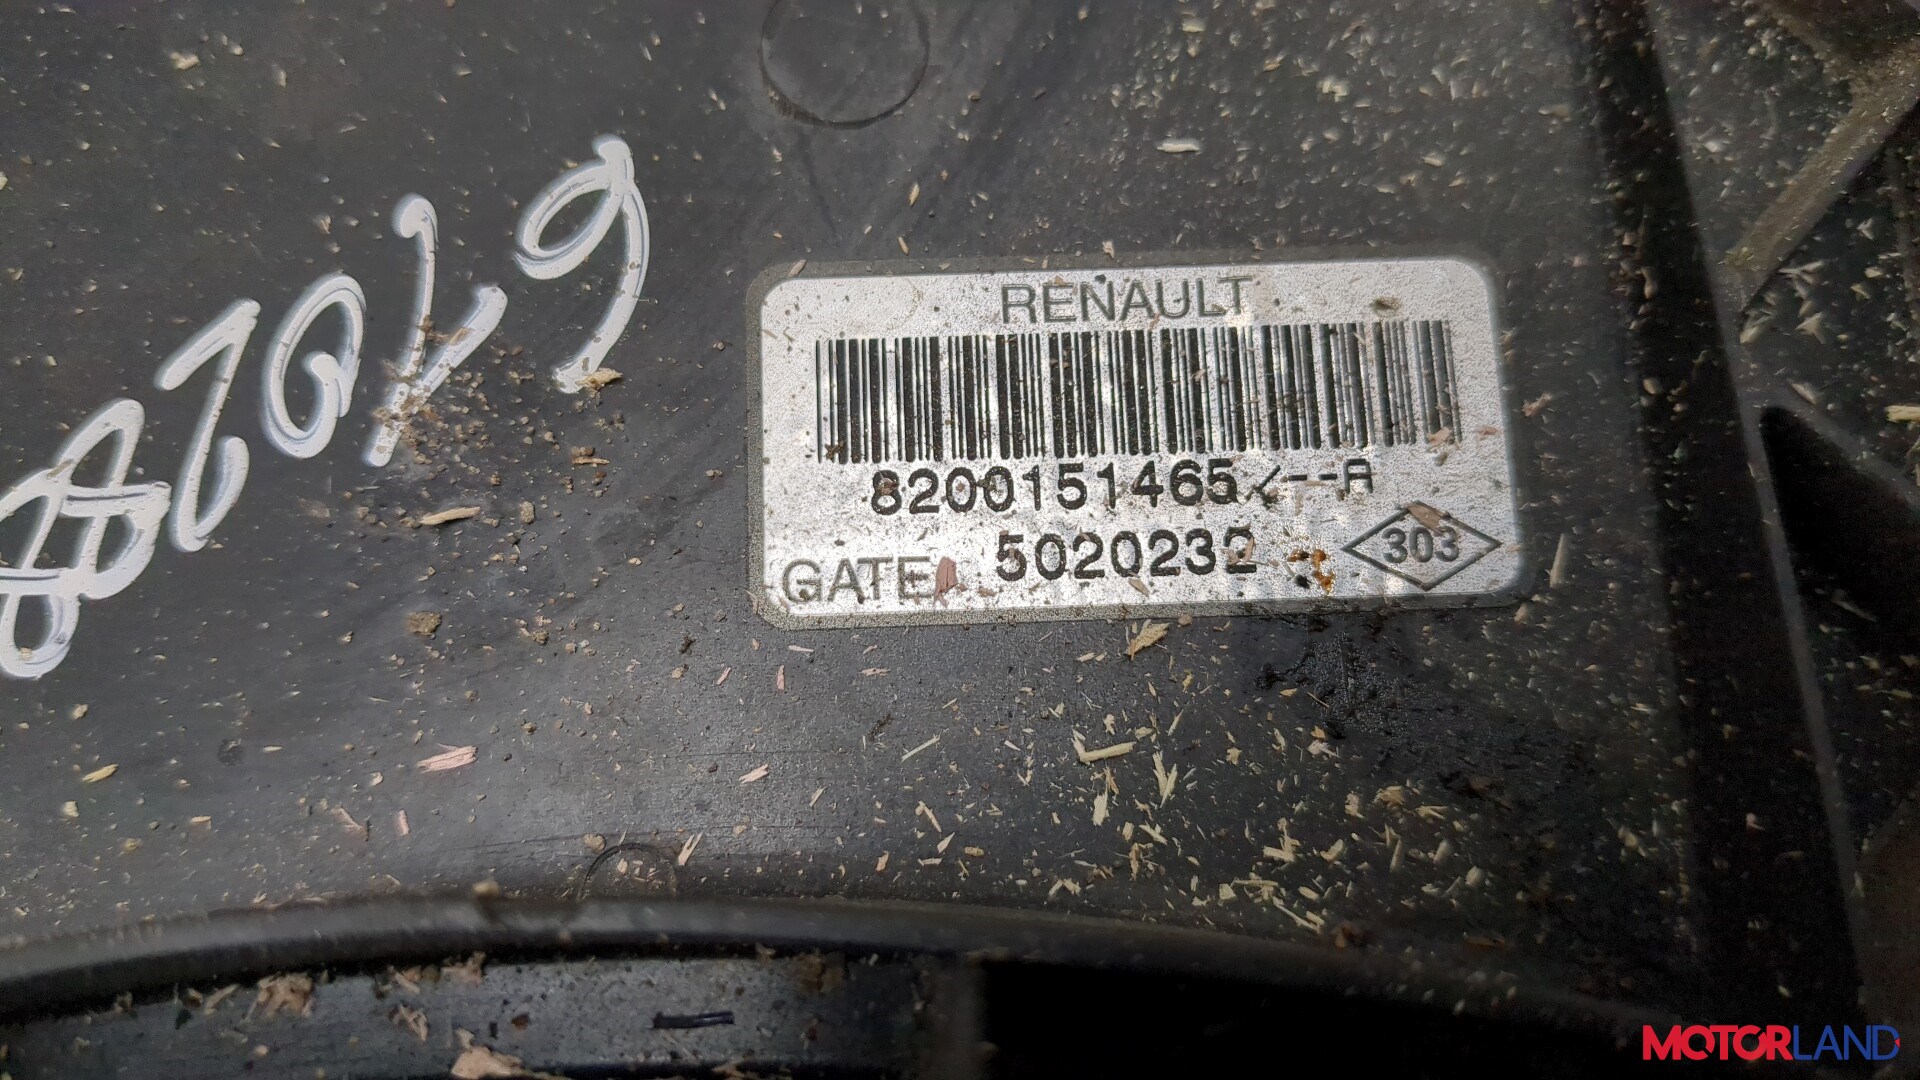 RENAULT
8200151465<--A
GATE 5020232
303
MOTORLAND